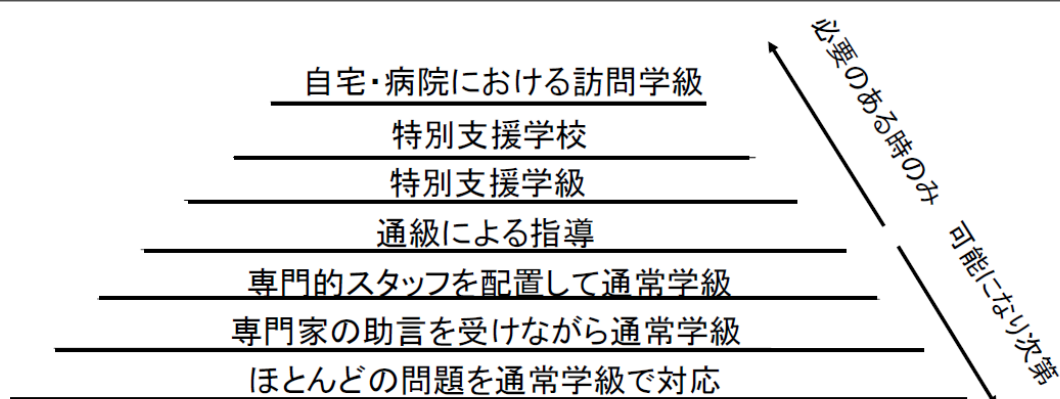 自宅・病院における訪問学級
特別支援学校
特別支援学級
通級による指導
専門的スタッフを配置して通常学級
専門家の助言を受けながら通常学級
ほとんどの問題を通常学級で対応
必要のある時のみ
可能になり次第